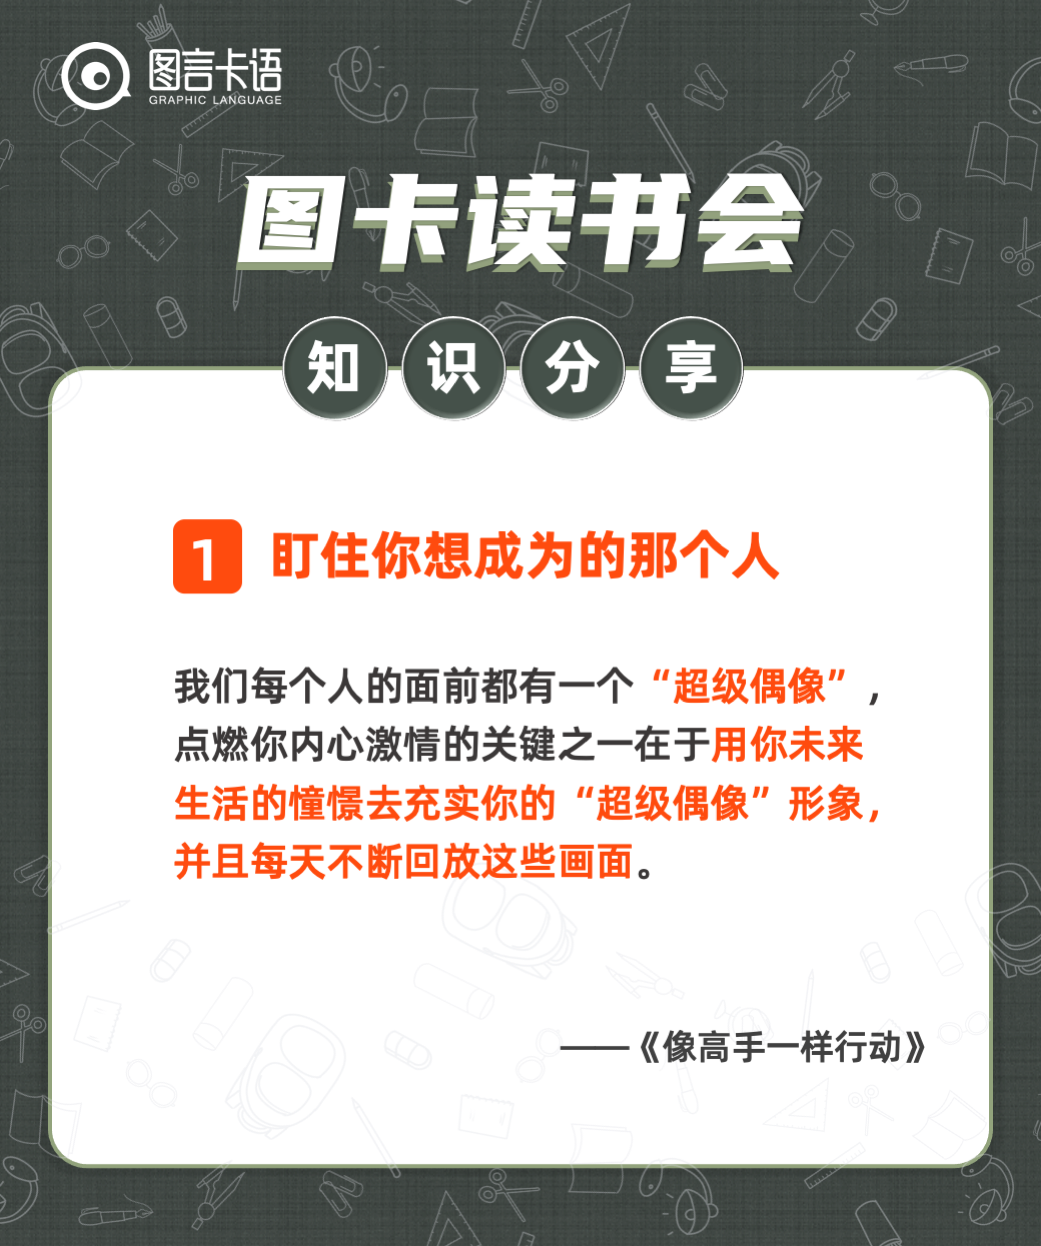 图言卡语
GRAPHIC LANGUAGE
图卡读书会
知识分享
1 盯住你想成为的那个人
我们每个人的面前都有一个“超级偶像”，
点燃你内心激情的关键之一在于用你未来
生活的憧憬去充实你的“超级偶像”形象，
并且每天不断回放这些画面。
——《像高手一样行动》